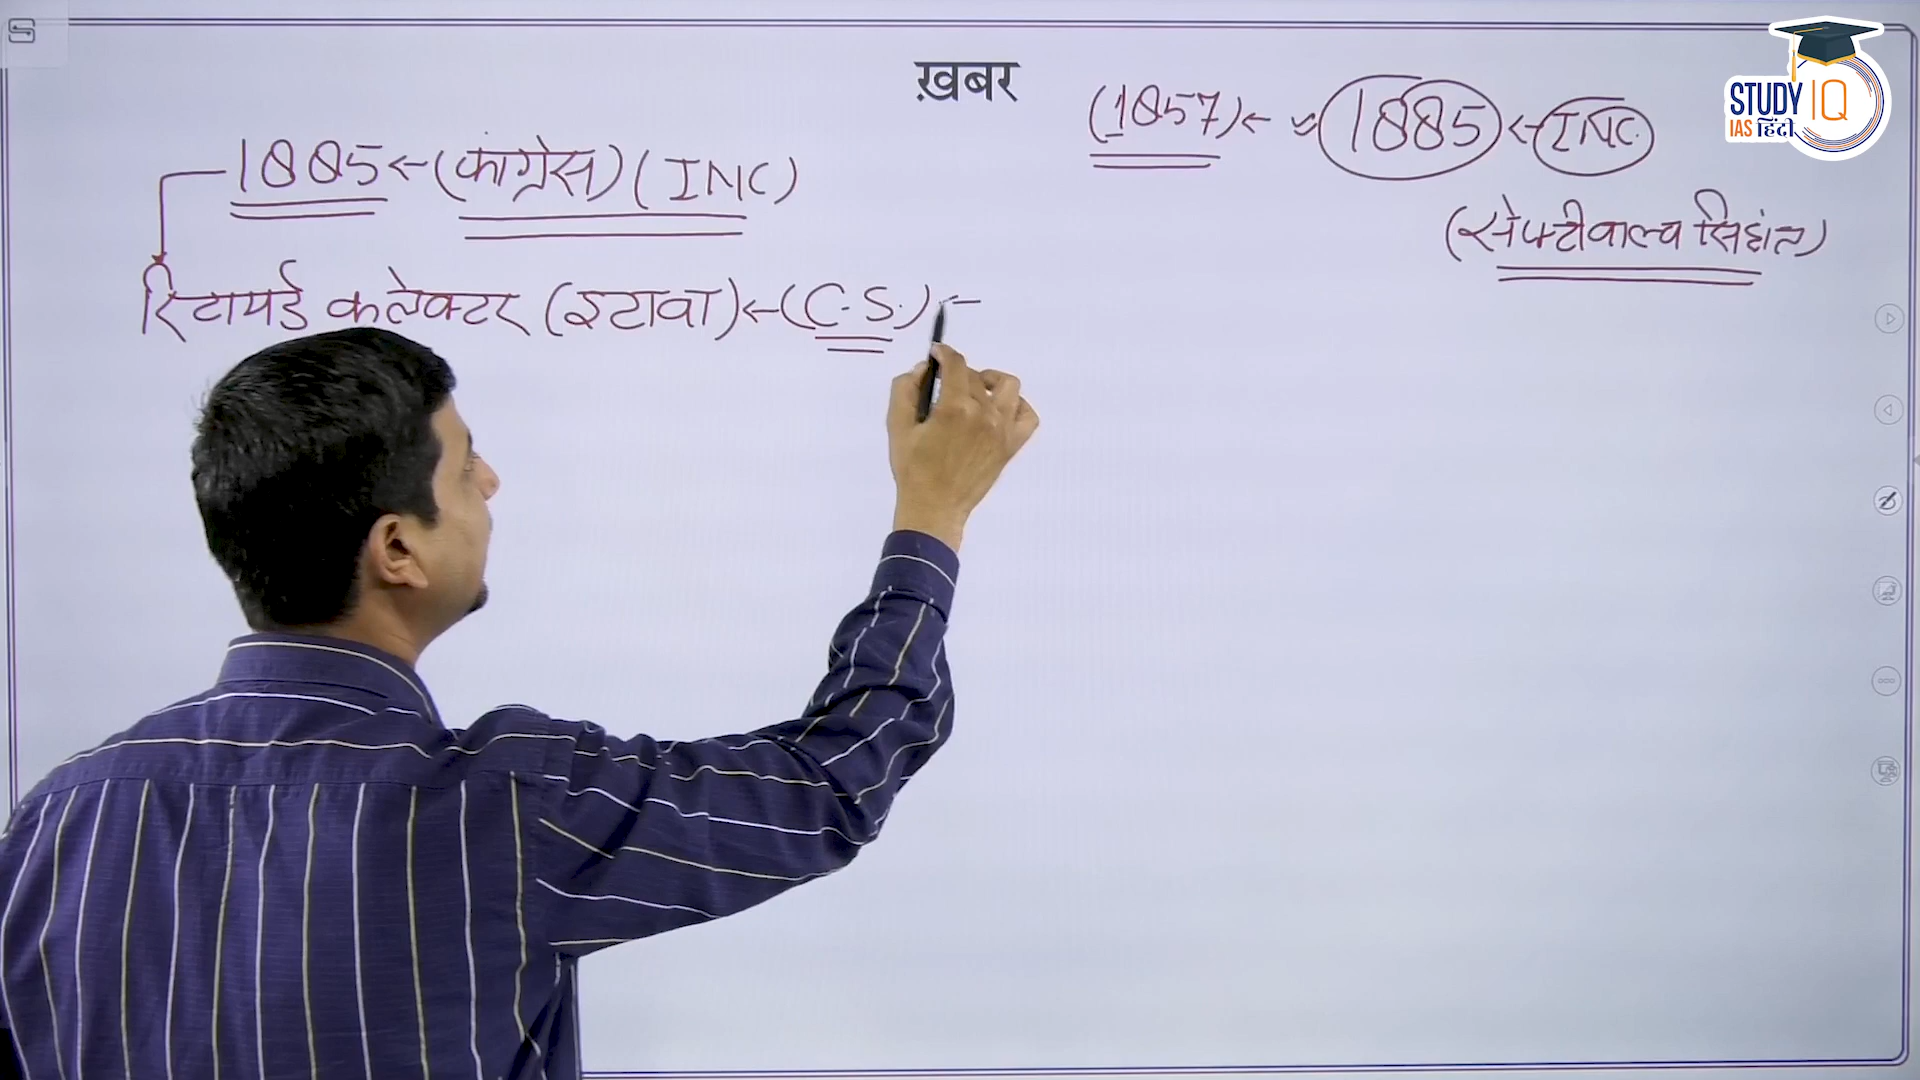 ख़बर
STUDY IQ
IAS हिंदी
1885 ← (कांग्रेस) (INC)
(1857) ← 1885 ← INC.
(सेफ्टीवाल्व सिद्धांत)
रिटायर्ड कलेक्टर (इटावा) ← (C.S.) ←